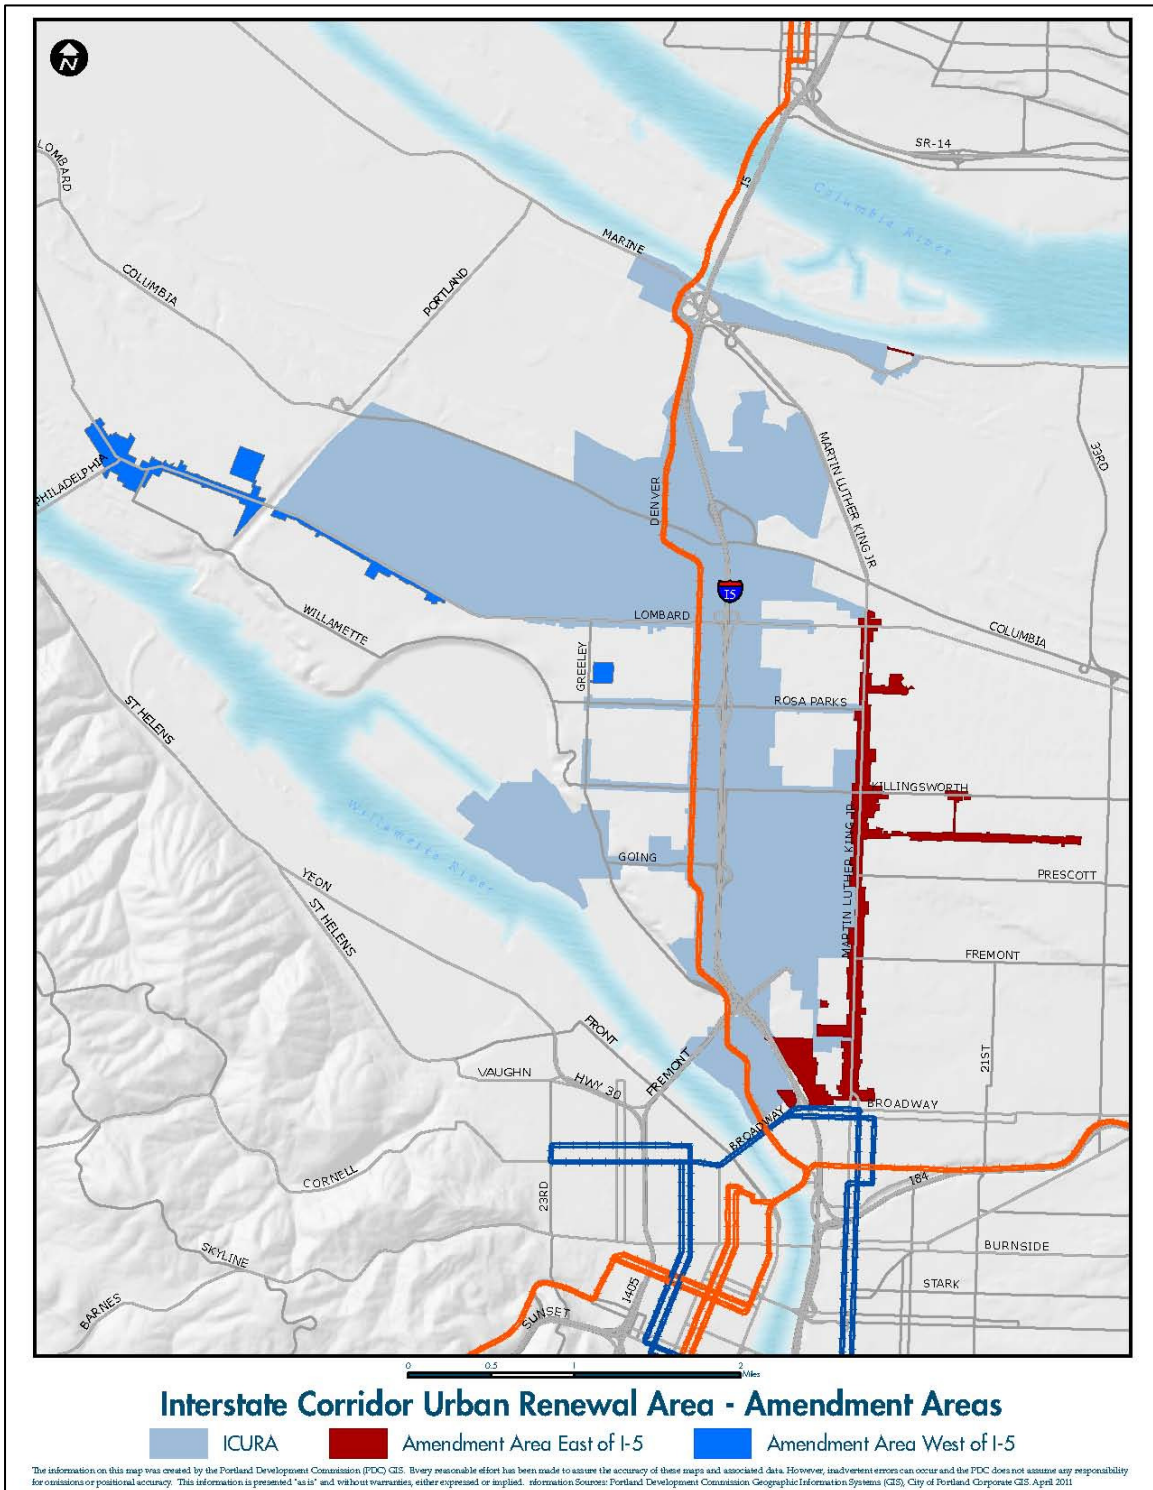 N
SR-14
LOMBARD
I5
Columbia River
MARINE
COLUMBIA
PORTLAND
MARTIN LUTHER KING JR
33RD
PHILADELPHIA
DENVER
I5
LOMBARD
COLUMBIA
WILLAMETTE
GREELEY
ROSA PARKS
ST HELENS
KILLINGSWORTH
Willamette River
MARTIN LUTHER KING JR
GOING
PRESCOTT
YEON
ST HELENS
FREMONT
FRONT
21ST
VAUGHN
HWY 30
FREMONT
BROADWAY
BROADWAY
CORNELL
23RD
I84
SKYLINE
BURNSIDE
STARK
BARNES
I405
SUNSET
0 0.5 1 2
Miles
Interstate Corridor Urban Renewal Area - Amendment Areas
ICURA Amendment Area East of I-5 Amendment Area West of I-5
The information on this map was created by the Portland Development Commission (PDC) GIS. Every reasonable effort has been made to assure the accuracy of these maps and associated data. However, inadvertent errors can occur and the PDC does not assume any responsibility
for omissions or positional accuracy. This information is presented "as is" and without warranties, either expressed or implied. nformation Sources: Portland Development Commission Geographic Information Systems (GIS), City of Portland Corporate GIS. April 2011